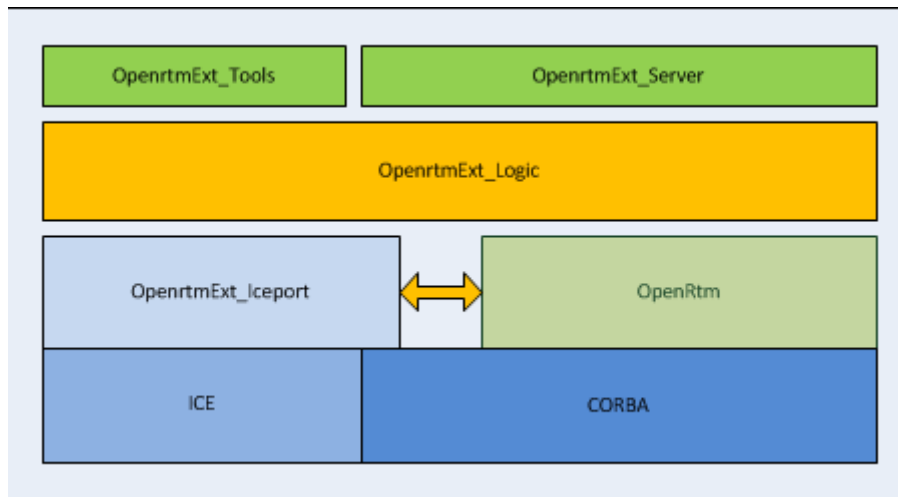 OpenrtmExt_Tools
OpenrtmExt_Server
OpenrtmExt_Logic
OpenrtmExt_Iceport
OpenRtm
ICE
CORBA